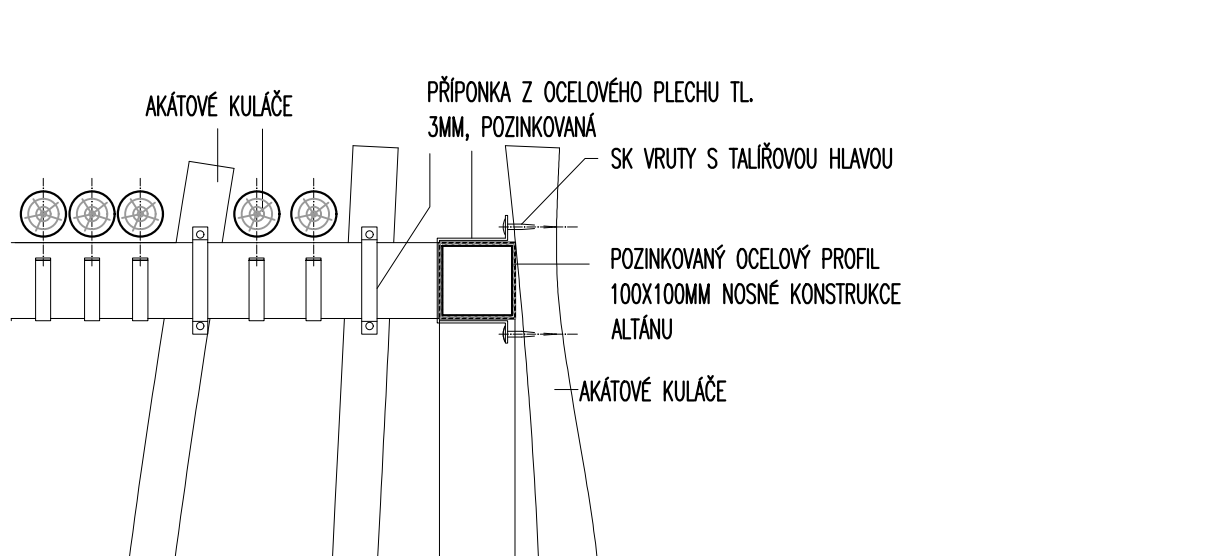 AKÁTOVÉ KULÁČE
PŘÍPONKA Z OCELOVÉHO PLECHU TL.
3MM, POZINKOVANÁ
SK VRUTY S TALÍŘOVOU HLAVOU
POZINKOVANÝ OCELOVÝ PROFIL
100X100MM NOSNÉ KONSTRUKCE
ALTÁNU
AKÁTOVÉ KULÁČE